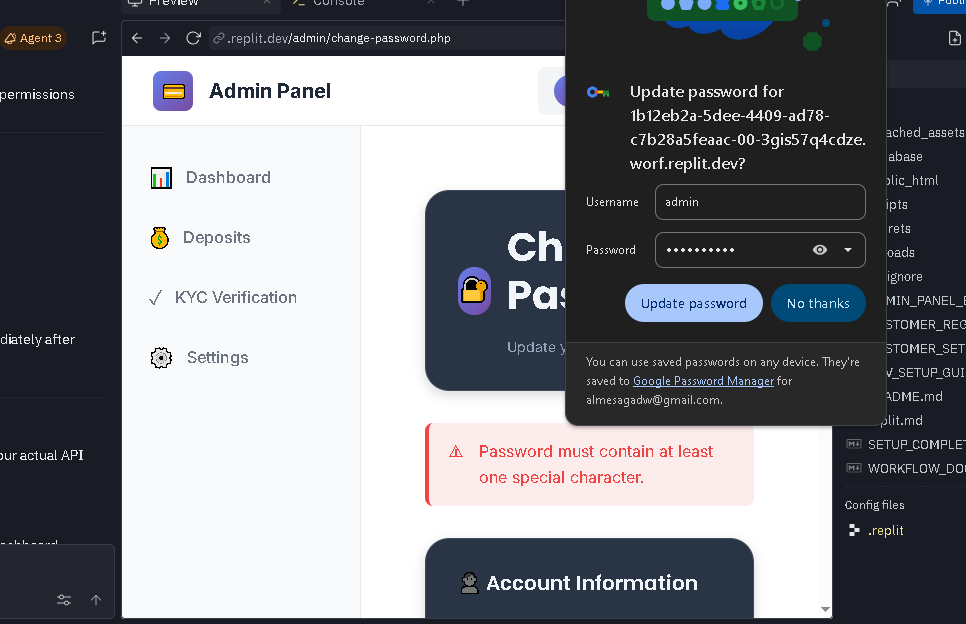 Preview
Console
Agent 3
.replit.dev/admin/change-password.php
permissions
diately after
our actual API
Admin Panel
Dashboard
Deposits
KYC Verification
Settings
Ch
Pas
Update y
Password must contain at least
one special character.
Account Information
Update password for
1b12eb2a-5dee-4409-ad78-
c7b28a5feaac-00-3gis57q4cdze.
worf.replit.dev?
Username
admin
Password
••••••••••
Update password
No thanks
You can use saved passwords on any device. They're
saved to Google Password Manager for
almesagadw@gmail.com.
Publi
ached_assets
abase
blic_html
ipts
rets
oads
ignore
MIN_PANEL_E
STOMER_REG
STOMER_SET
W_SETUP_GUI
ADME.md
plit.md
SETUP_COMPLET
WORKFLOW_DOC
Config files
.replit